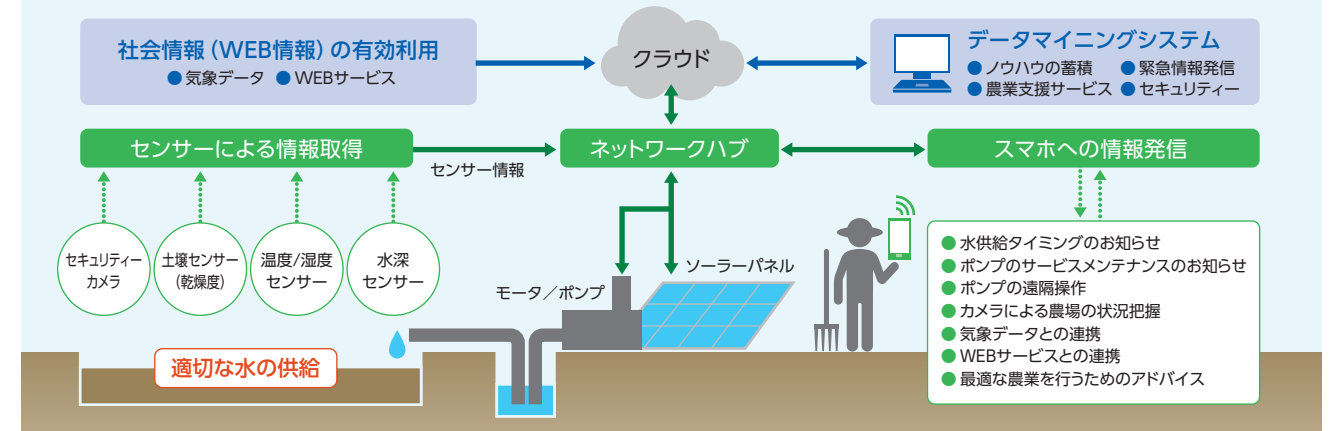 社会情報(WEB情報)の有効利用
●気象データ ●WEBサービス
クラウド
データマイニングシステム
●ノウハウの蓄積 ●緊急情報発信
●農業支援サービス ●セキュリティー
センサーによる情報取得
センサー情報
ネットワークハブ
スマホへの情報発信
セキュリティー
カメラ
土壌センサー
(乾燥度)
温度/湿度
センサー
水深
センサー
モータ/ポンプ
ソーラーパネル
●水供給タイミングのお知らせ
●ポンプのサービスメンテナンスのお知らせ
●ポンプの遠隔操作
●カメラによる農場の状況把握
●気象データとの連携
●WEBサービスとの連携
●最適な農業を行うためのアドバイス
適切な水の供給